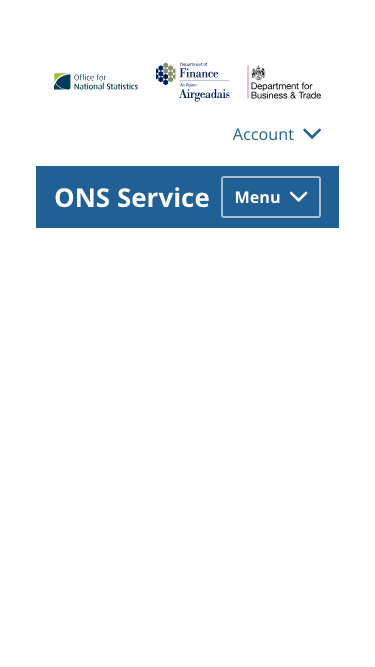 Office for
National Statistics
Department of
Finance
An Roinn
Airgeadais
Department for
Business & Trade
Account
ONS Service
Menu